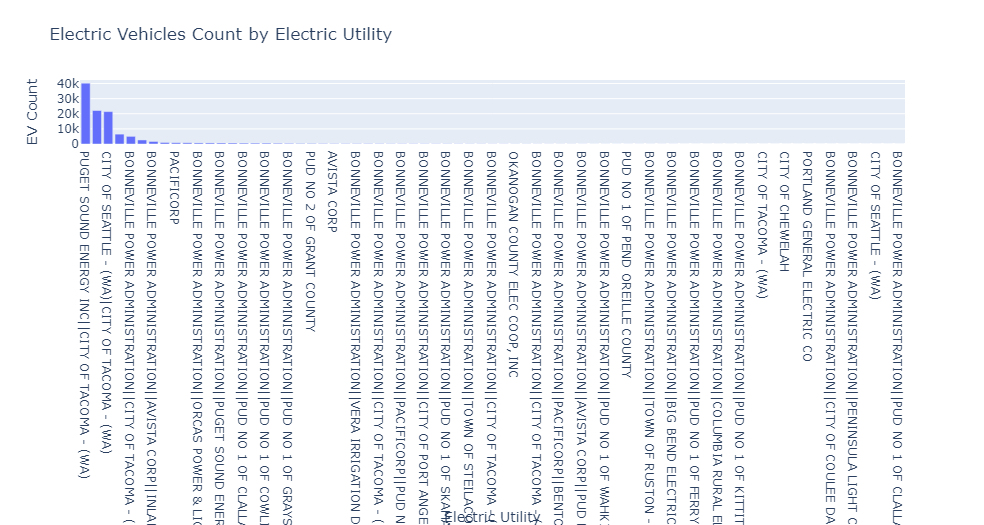 Electric Vehicles Count by Electric Utility
EV Count
40k
30k
20k
10k
0
PUGET SOUND ENERGY INC||CITY OF TACOMA - (WA)
CITY OF SEATTLE - (WA)|CITY OF TACOMA - (WA)
BONNEVILLE POWER ADMINISTRATION||CITY OF TACOMA - (
BONNEVILLE POWER ADMINISTRATION||AVISTA CORP||INLA
PACIFICORP
BONNEVILLE POWER ADMINISTRATION||ORCAS POWER & LI
BONNEVILLE POWER ADMINISTRATION||PUGET SOUND ENER
BONNEVILLE POWER ADMINISTRATION||PUD NO 1 OF CLALL
BONNEVILLE POWER ADMINISTRATION||PUD NO 1 OF COWL
BONNEVILLE POWER ADMINISTRATION||PUD NO 1 OF GRAYS
PUD NO 2 OF GRANT COUNTY
AVISTA CORP
BONNEVILLE POWER ADMINISTRATION||VERA IRRIGATION D
BONNEVILLE POWER ADMINISTRATION||CITY OF TACOMA - (
BONNEVILLE POWER ADMINISTRATION||PACIFICORP||PUD N
BONNEVILLE POWER ADMINISTRATION||CITY OF PORT ANGE
BONNEVILLE POWER ADMINISTRATION||PUD NO 1 OF SKAM
BONNEVILLE POWER ADMINISTRATION||TOWN OF STEILACO
BONNEVILLE POWER ADMINISTRATION||CITY OF TACOMA - (
OKANOGAN COUNTY ELEC COOP, INC
BONNEVILLE POWER ADMINISTRATION||CITY OF TACOMA - (
BONNEVILLE POWER ADMINISTRATION||PACIFICORP||BENTO
BONNEVILLE POWER ADMINISTRATION||AVISTA CORP||PUD
BONNEVILLE POWER ADMINISTRATION||PUD NO 1 OF WAHK
PUD NO 1 OF PEND OREILLE COUNTY
BONNEVILLE POWER ADMINISTRATION||TOWN OF RUSTON -
BONNEVILLE POWER ADMINISTRATION||BIG BEND ELECTRIC
BONNEVILLE POWER ADMINISTRATION||PUD NO 1 OF FERRY
BONNEVILLE POWER ADMINISTRATION||COLUMBIA RURAL E
BONNEVILLE POWER ADMINISTRATION||PUD NO 1 OF KITTIT
CITY OF TACOMA - (WA)
CITY OF CHEWELAH
PORTLAND GENERAL ELECTRIC CO
BONNEVILLE POWER ADMINISTRATION||CITY OF COULEE DA
BONNEVILLE POWER ADMINISTRATION||PENINSULA LIGHT C
CITY OF SEATTLE - (WA)
BONNEVILLE POWER ADMINISTRATION||PUD NO 1 OF CLALL
Electric Utility